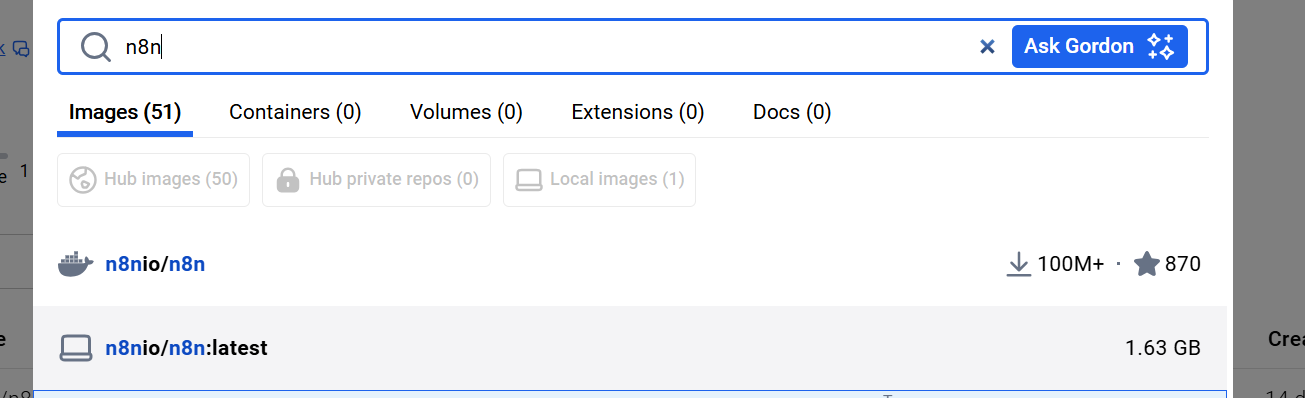 n8n
Ask Gordon
Images (51)
Containers (0)
Volumes (0)
Extensions (0)
Docs (0)
Hub images (50)
Hub private repos (0)
Local images (1)
1
n8nio/n8n
100M+ · 870
n8nio/n8n:latest
1.63 GB